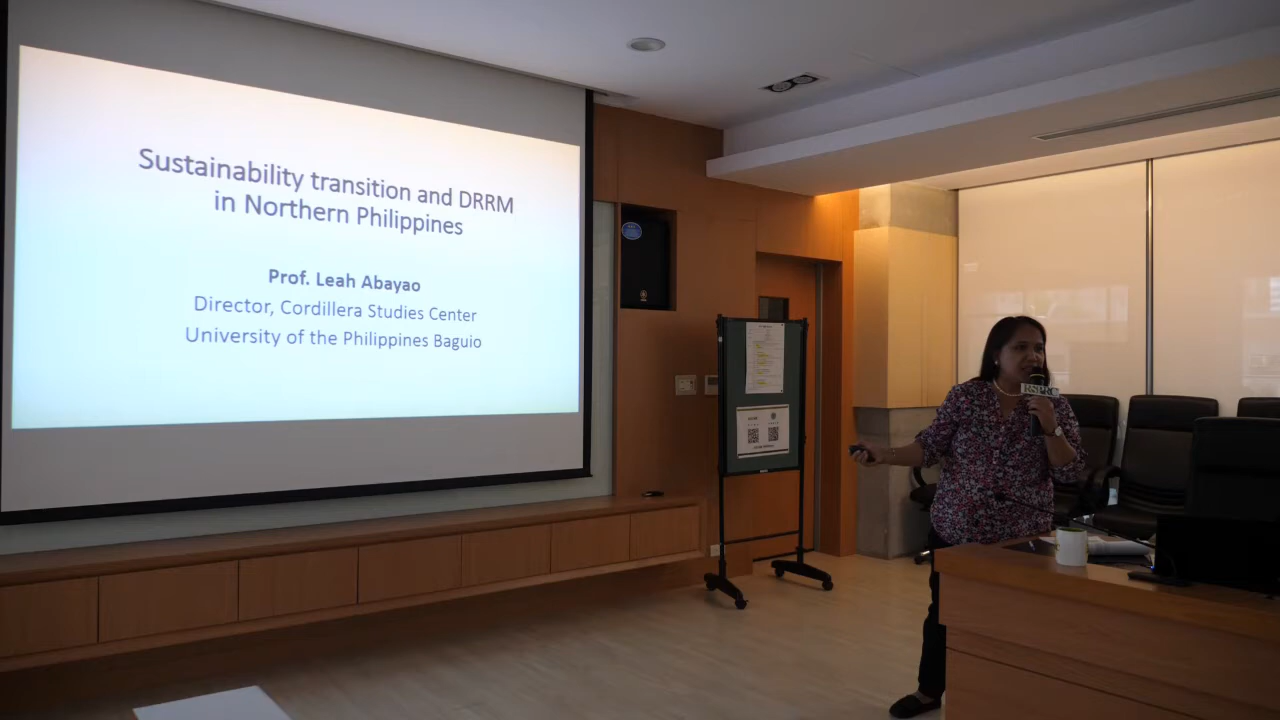 Sustainability transition and DRRM
in Northern Philippines
Prof. Leah Abayao
Director, Cordillera Studies Center
University of the Philippines Baguio
RSPRC